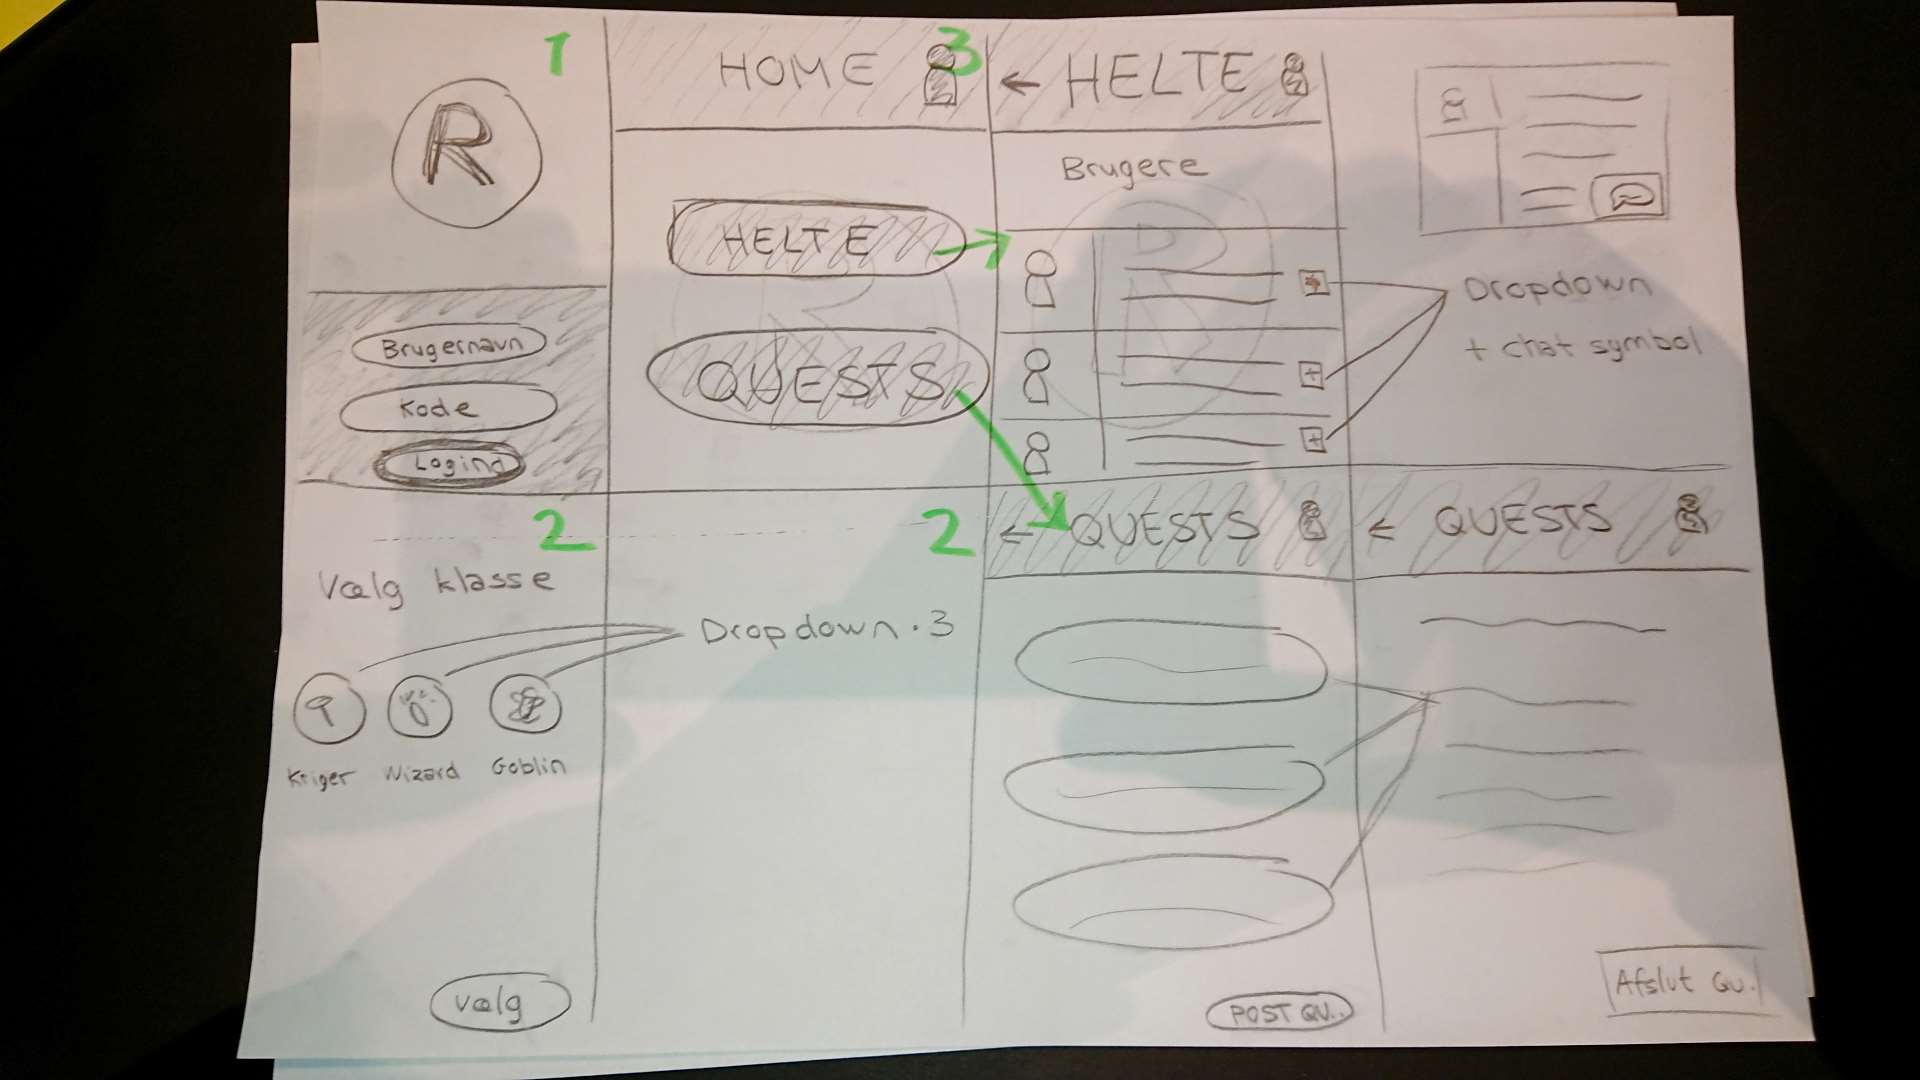 1
R
Brugernavn
Kode
Logind
HOME
3
HELTE
QUESTS
← HELTE
Brugere
+
+
Dropdown
+ chat symbol
2
Vælg klasse
Kriger Wizard Goblin
Vælg
Dropdown · 3
2
← QUESTS
POST QU..
← QUESTS
Afslut QU.